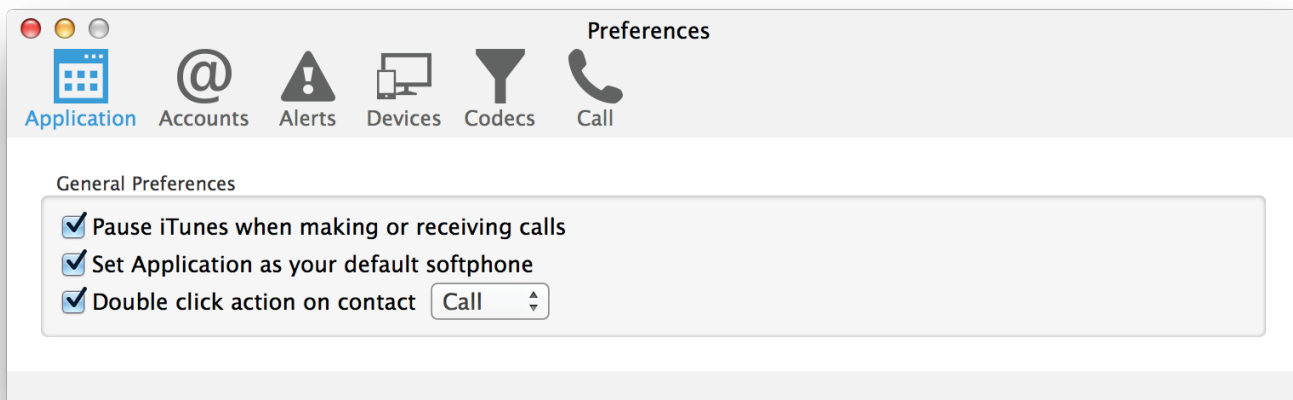 Preferences
Application Accounts Alerts Devices Codecs Call
General Preferences
Pause iTunes when making or receiving calls
Set Application as your default softphone
Double click action on contact Call